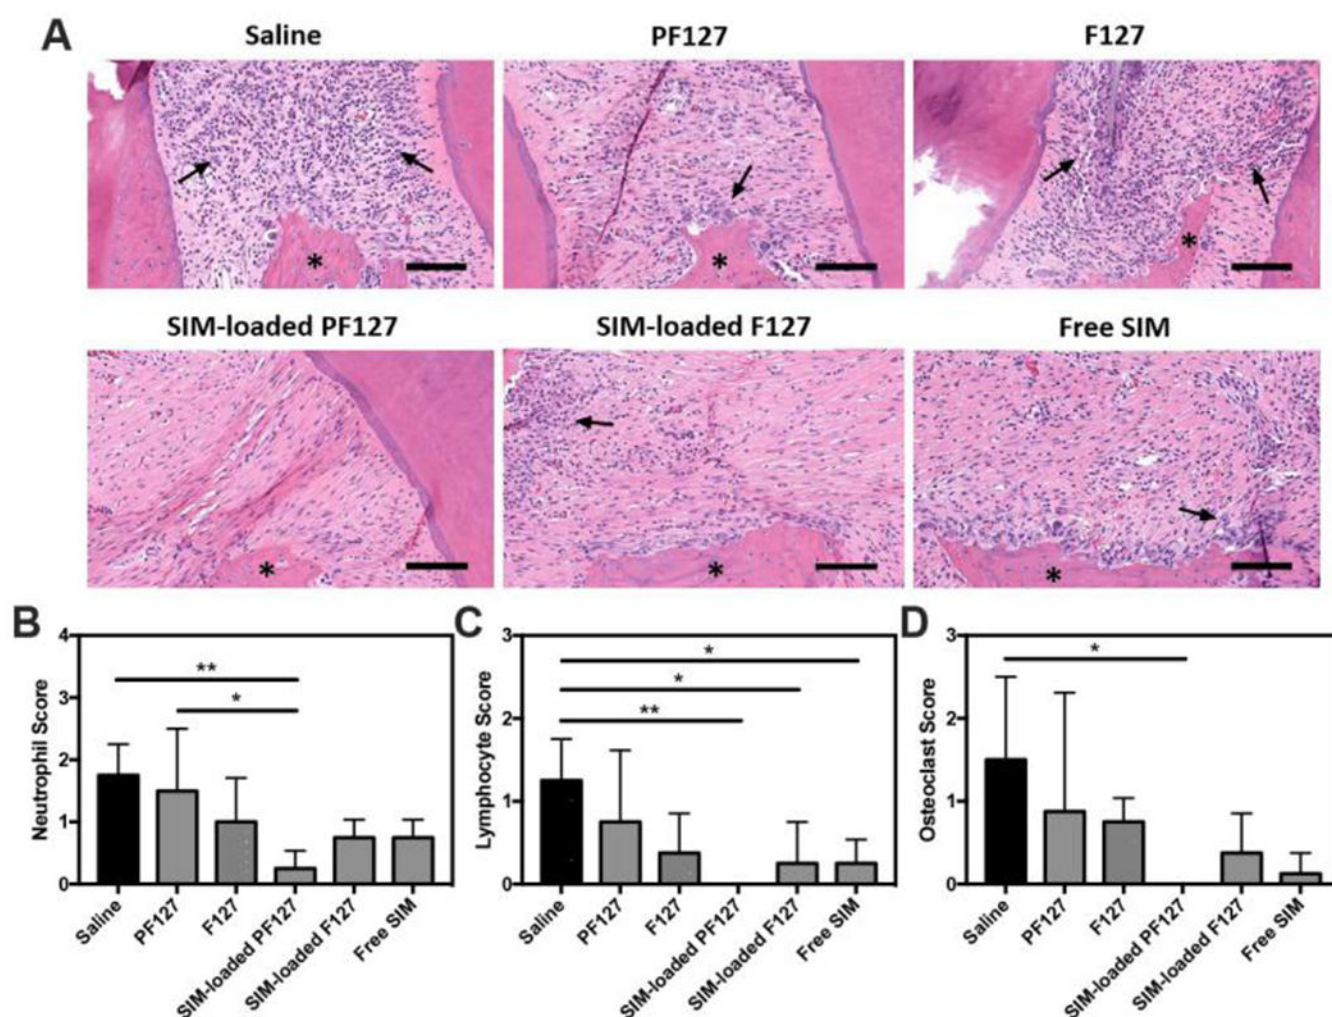 A
Saline
PF127
F127
*
*
*
SIM-loaded PF127
SIM-loaded F127
Free SIM
*
*
*
B
Neutrophil Score
4
3
2
1
0
**
*
Saline
PF127
F127
SIM-loaded PF127
SIM-loaded F127
Free SIM
C
Lymphocyte Score
3
2
1
0
*
*
**
Saline
PF127
F127
SIM-loaded PF127
SIM-loaded F127
Free SIM
D
Osteoclast Score
3
2
1
0
*
Saline
PF127
F127
SIM-loaded PF127
SIM-loaded F127
Free SIM